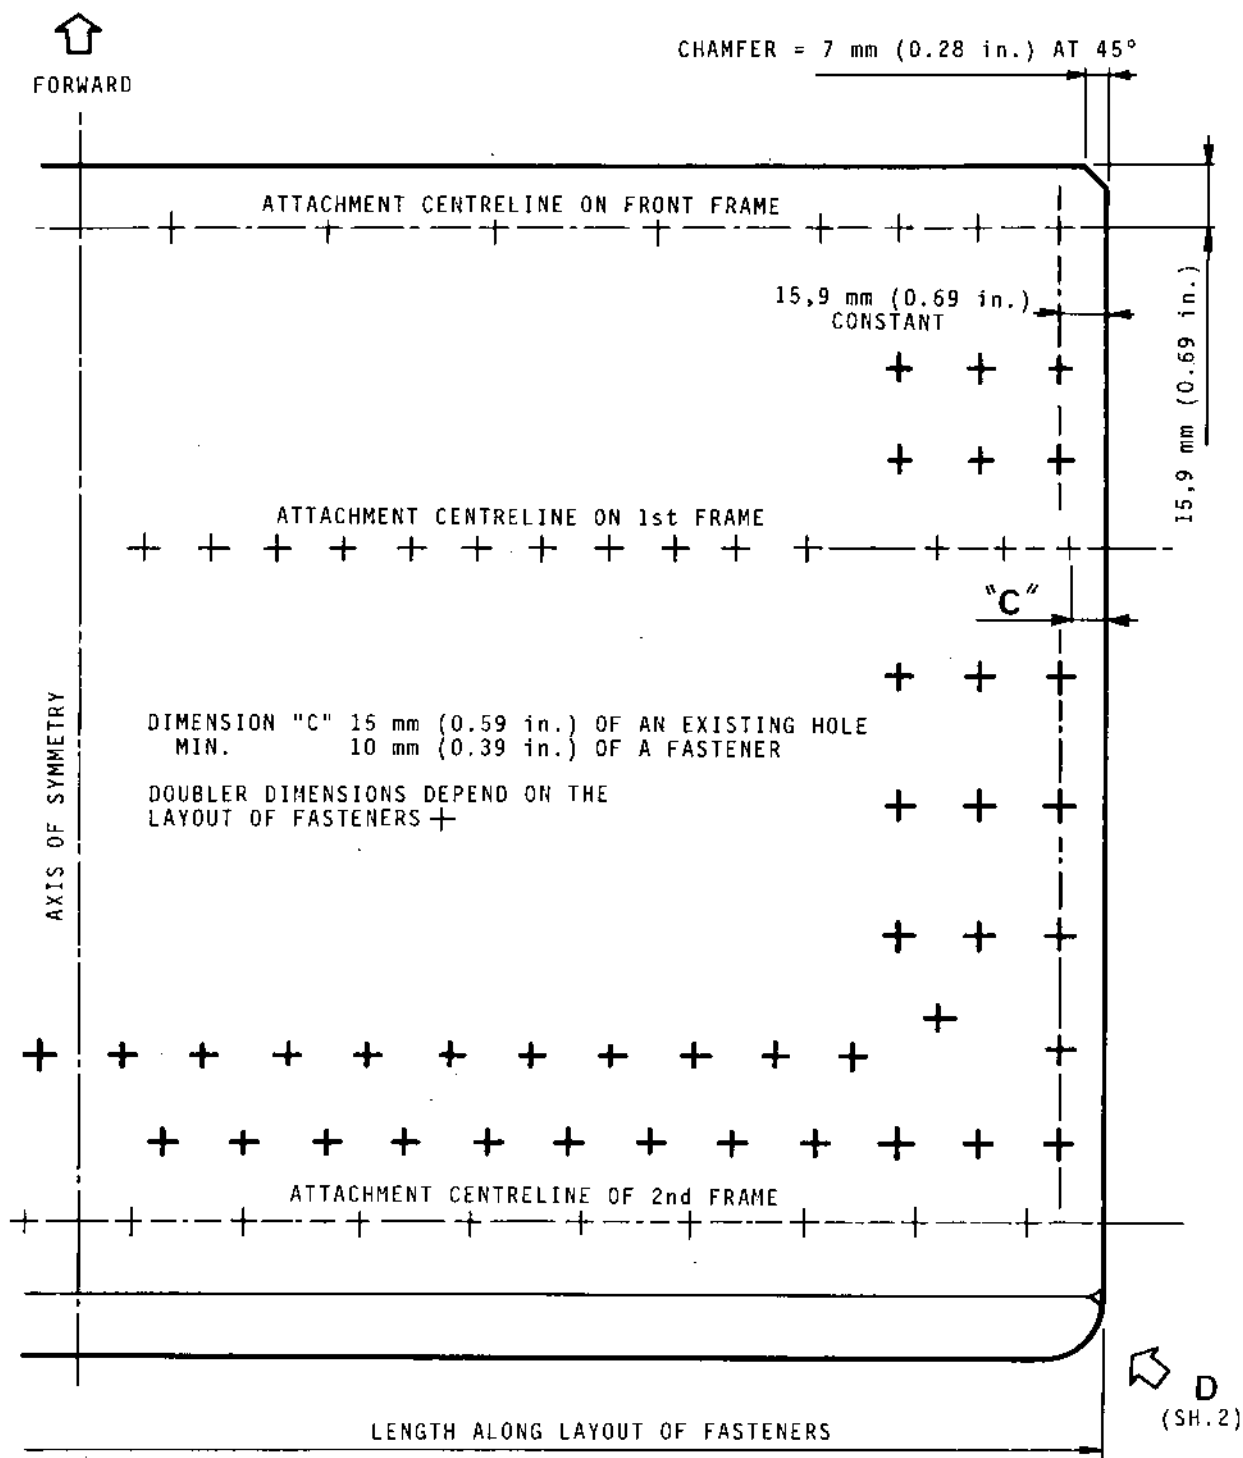 FORWARD
CHAMFER = 7 mm (0.28 in.) AT 45°
ATTACHMENT CENTRELINE ON FRONT FRAME
15,9 mm (0.69 in.)
CONSTANT
15,9 mm (0.69 in.)
ATTACHMENT CENTRELINE ON 1st FRAME
"C"
AXIS OF SYMMETRY
DIMENSION "C" 15 mm (0.59 in.) OF AN EXISTING HOLE
MIN. 10 mm (0.39 in.) OF A FASTENER
DOUBLER DIMENSIONS DEPEND ON THE
LAYOUT OF FASTENERS
ATTACHMENT CENTRELINE OF 2nd FRAME
D
(SH.2)
LENGTH ALONG LAYOUT OF FASTENERS